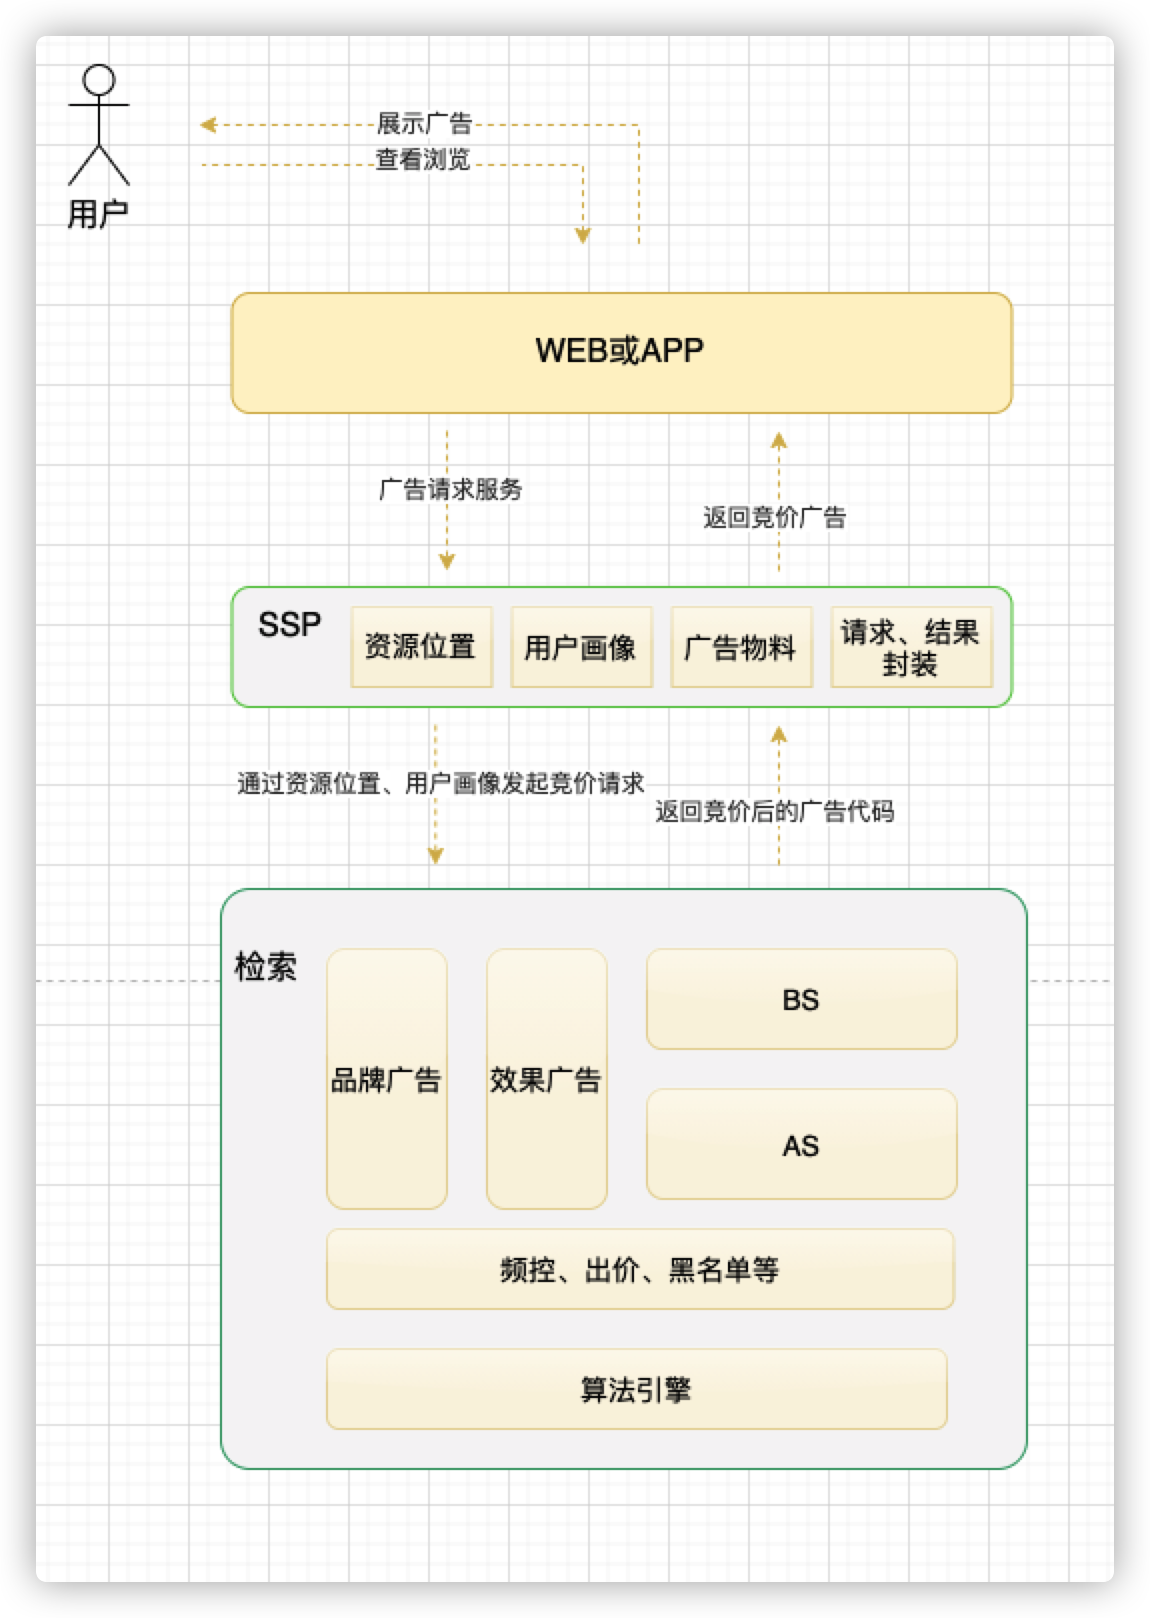 展示广告
查看浏览
用户
WEB或APP
广告请求服务
返回竞价广告
SSP
资源位置
用户画像
广告物料
请求、结果
封装
通过资源位置、用户画像发起竞价请求
返回竞价后的广告代码
检索
品牌广告
效果广告
BS
AS
频控、出价、黑名单等
算法引擎